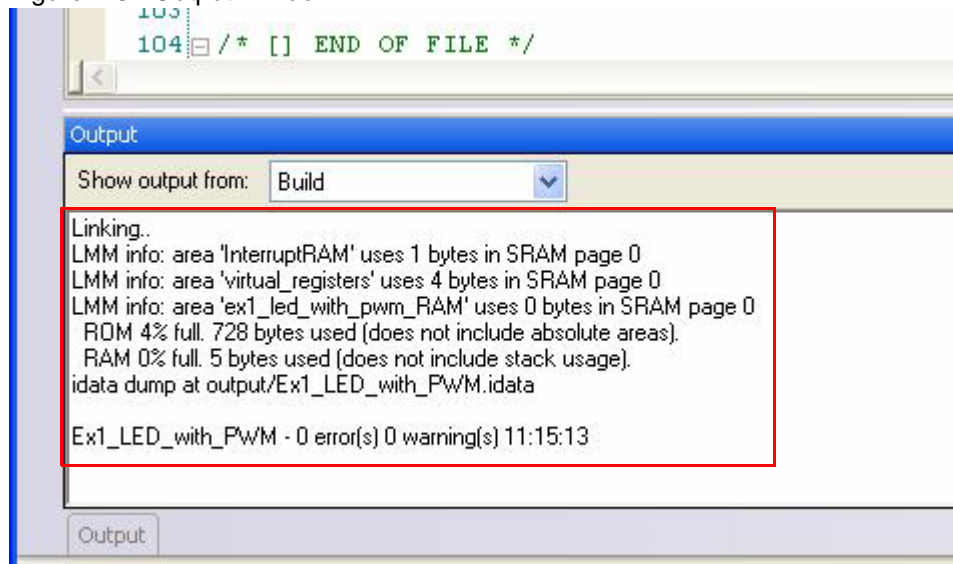 103
104 /* [] END OF FILE */
Output
Show output from: Build
Linking..
LMM info: area 'InterruptRAM' uses 1 bytes in SRAM page 0
LMM info: area 'virtual_registers' uses 4 bytes in SRAM page 0
LMM info: area 'ex1_led_with_pwm_RAM' uses 0 bytes in SRAM page 0
ROM 4% full. 728 bytes used (does not include absolute areas).
RAM 0% full. 5 bytes used (does not include stack usage).
idata dump at output/Ex1_LED_with_PWM.idata
Ex1_LED_with_PWM - 0 error(s) 0 warning(s) 11:15:13
Output